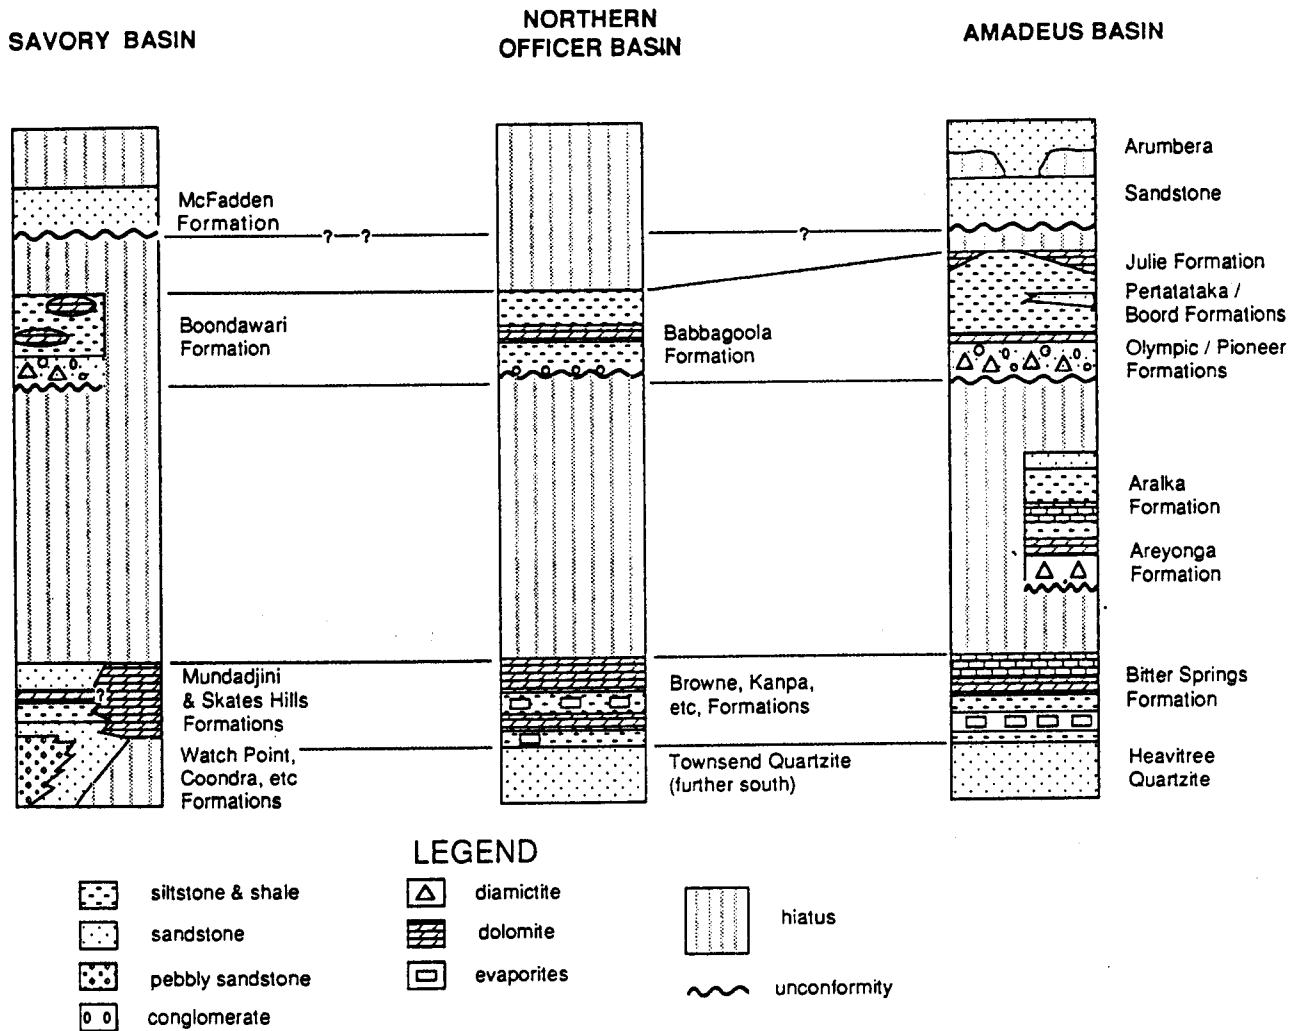 SAVORY BASIN
NORTHERN
OFFICER BASIN
AMADEUS BASIN
McFadden
Formation
? ?
Boondawari
Formation
?
Mundadjini
& Skates Hills
Formations
Watch Point,
Coondra, etc
Formations
?
Babbagoola
Formation
Browne, Kanpa,
etc, Formations
Townsend Quartzite
(further south)
Arumbera
Sandstone
Julie Formation
Pertatataka /
Boord Formations
Olympic / Pioneer
Formations
Aralka
Formation
Areyonga
Formation
Bitter Springs
Formation
Heavitree
Quartzite
LEGEND
siltstone & shale
sandstone
pebbly sandstone
conglomerate
diamictite
dolomite
evaporites
hiatus
unconformity